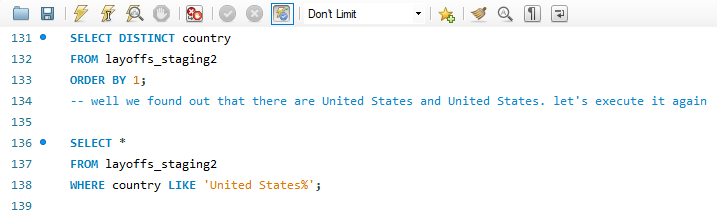 Don't Limit
131 SELECT DISTINCT country
132 FROM layoffs_staging2
133 ORDER BY 1;
134 -- well we found out that there are United States and United States. let's execute it again
135
136 SELECT *
137 FROM layoffs_staging2
138 WHERE country LIKE 'United States%';
139